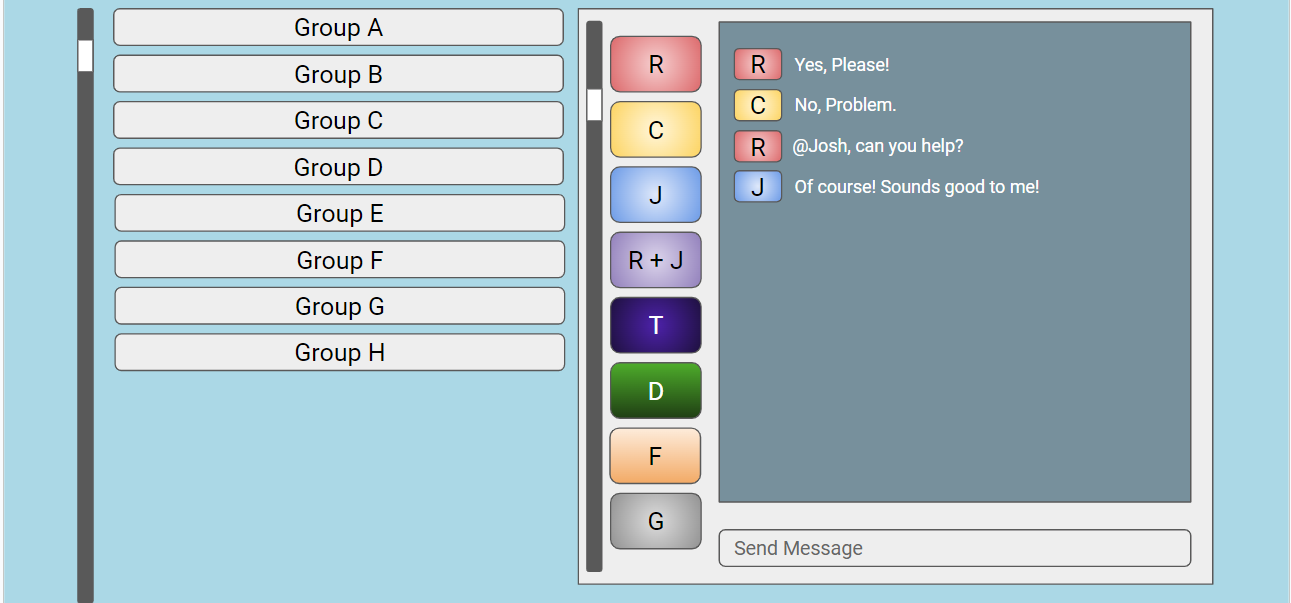 Group A
Group B
Group C
Group D
Group E
Group F
Group G
Group H
R
C
J
R + J
T
D
F
G
R Yes, Please!
C No, Problem.
R @Josh, can you help?
J Of course! Sounds good to me!
Send Message